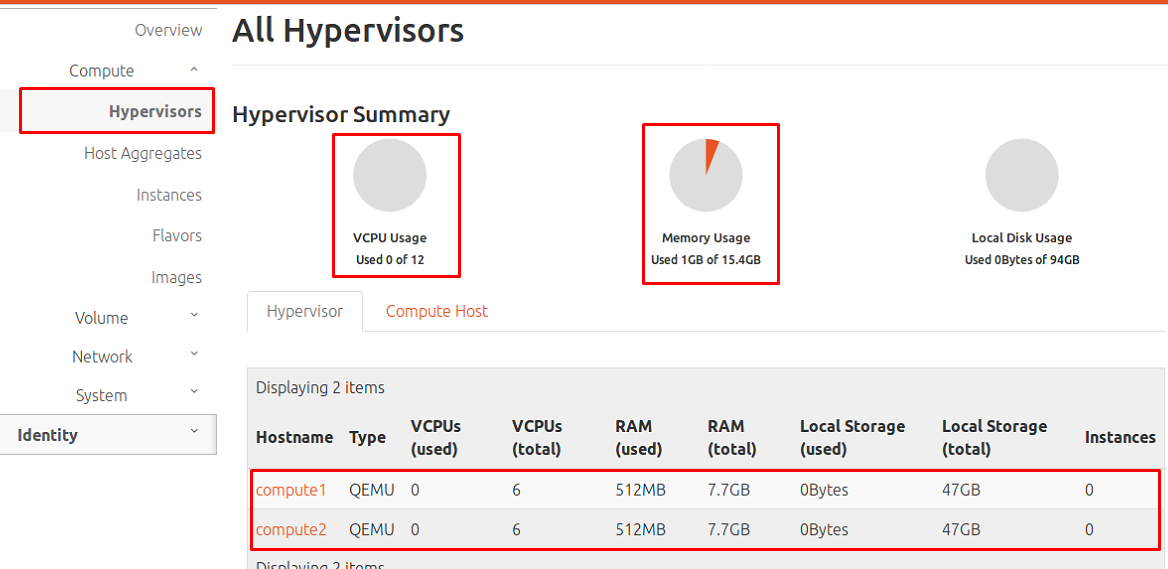 Overview
Compute
Hypervisors
Host Aggregates
Instances
Flavors
Images
Volume
Network
System
Identity
All Hypervisors
Hypervisor Summary
VCPU Usage
Used 0 of 12
Memory Usage
Used 1GB of 15.4GB
Local Disk Usage
Used 0Bytes of 94GB
Hypervisor Compute Host
Displaying 2 items
Hostname Type VCPUs (used) VCPUs (total) RAM (used) RAM (total) Local Storage (used) Local Storage (total) Instances
compute1 QEMU 0 6 512MB 7.7GB 0Bytes 47GB 0
compute2 QEMU 0 6 512MB 7.7GB 0Bytes 47GB 0
Displaying 2 items